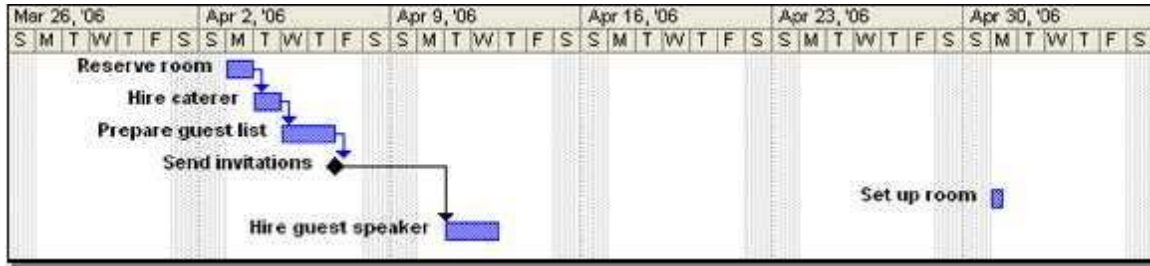 Mar 26, '06 Apr 2, '06 Apr 9, '06 Apr 16, '06 Apr 23, '06 Apr 30, '06
S M T W T F S S M T W T F S S M T W T F S S M T W T F S S M T W T F S S M T W T F S
Reserve room
Hire caterer
Prepare guest list
Send invitations
Set up room
Hire guest speaker